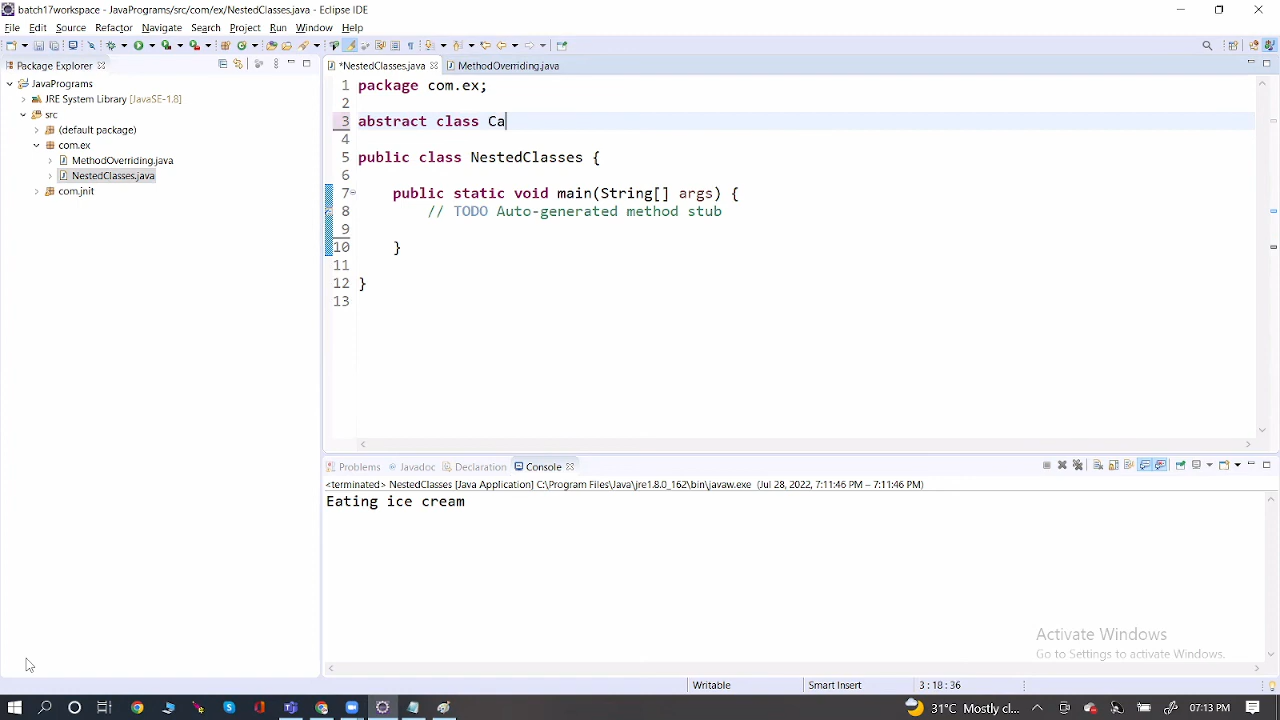 batch17workspace - JavaPrograms/src/com/ex/NestedClasses.java - Eclipse IDE
File Edit Source Refactor Navigate Search Project Run Window Help
Package Explorer
*NestedClasses.java
MethodOverriding.java
JavaPrograms
JRE System Library [JavaSE-1.8]
src
(default package)
com.ex
MethodOverriding.java
NestedClasses.java
com.jnit
1 package com.ex;
2
3 abstract class Ca
4
5 public class NestedClasses {
6
7 public static void main(String[] args) {
8 // TODO Auto-generated method stub
9
10 }
11
12 }
13
Problems Javadoc Declaration Console
<terminated> NestedClasses [Java Application] C:\Program Files\Java\jre1.8.0_162\bin\javaw.exe (Jul 28, 2022, 7:11:46 PM – 7:11:46 PM)
Eating ice cream
Activate Windows
Go to Settings to activate Windows.
Writable Smart Insert 3 : 18 : 36
31°C Mostly cl... 07:13 PM